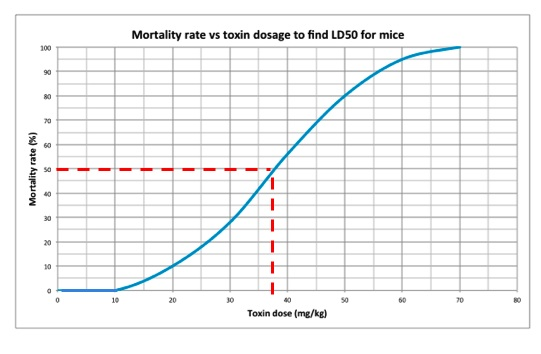 Mortality rate vs toxin dosage to find LD50 for mice
100
90
80
70
60
50
40
30
20
10
0
Mortality rate (%)
0 10 20 30 40 50 60 70 80
Toxin dose (mg/kg)